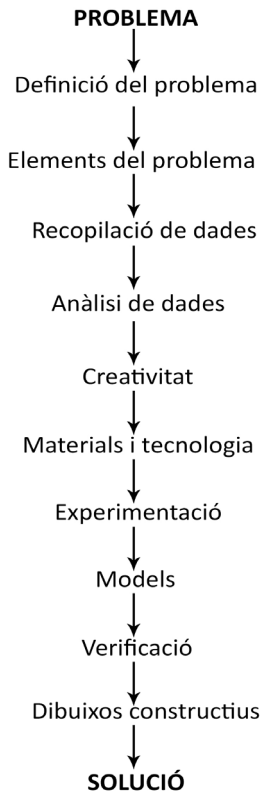 PROBLEMA
Definició del problema
Elements del problema
Recopilació de dades
Anàlisi de dades
Creativitat
Materials i tecnologia
Experimentació
Models
Verificació
Dibuixos constructius
SOLUCIÓ